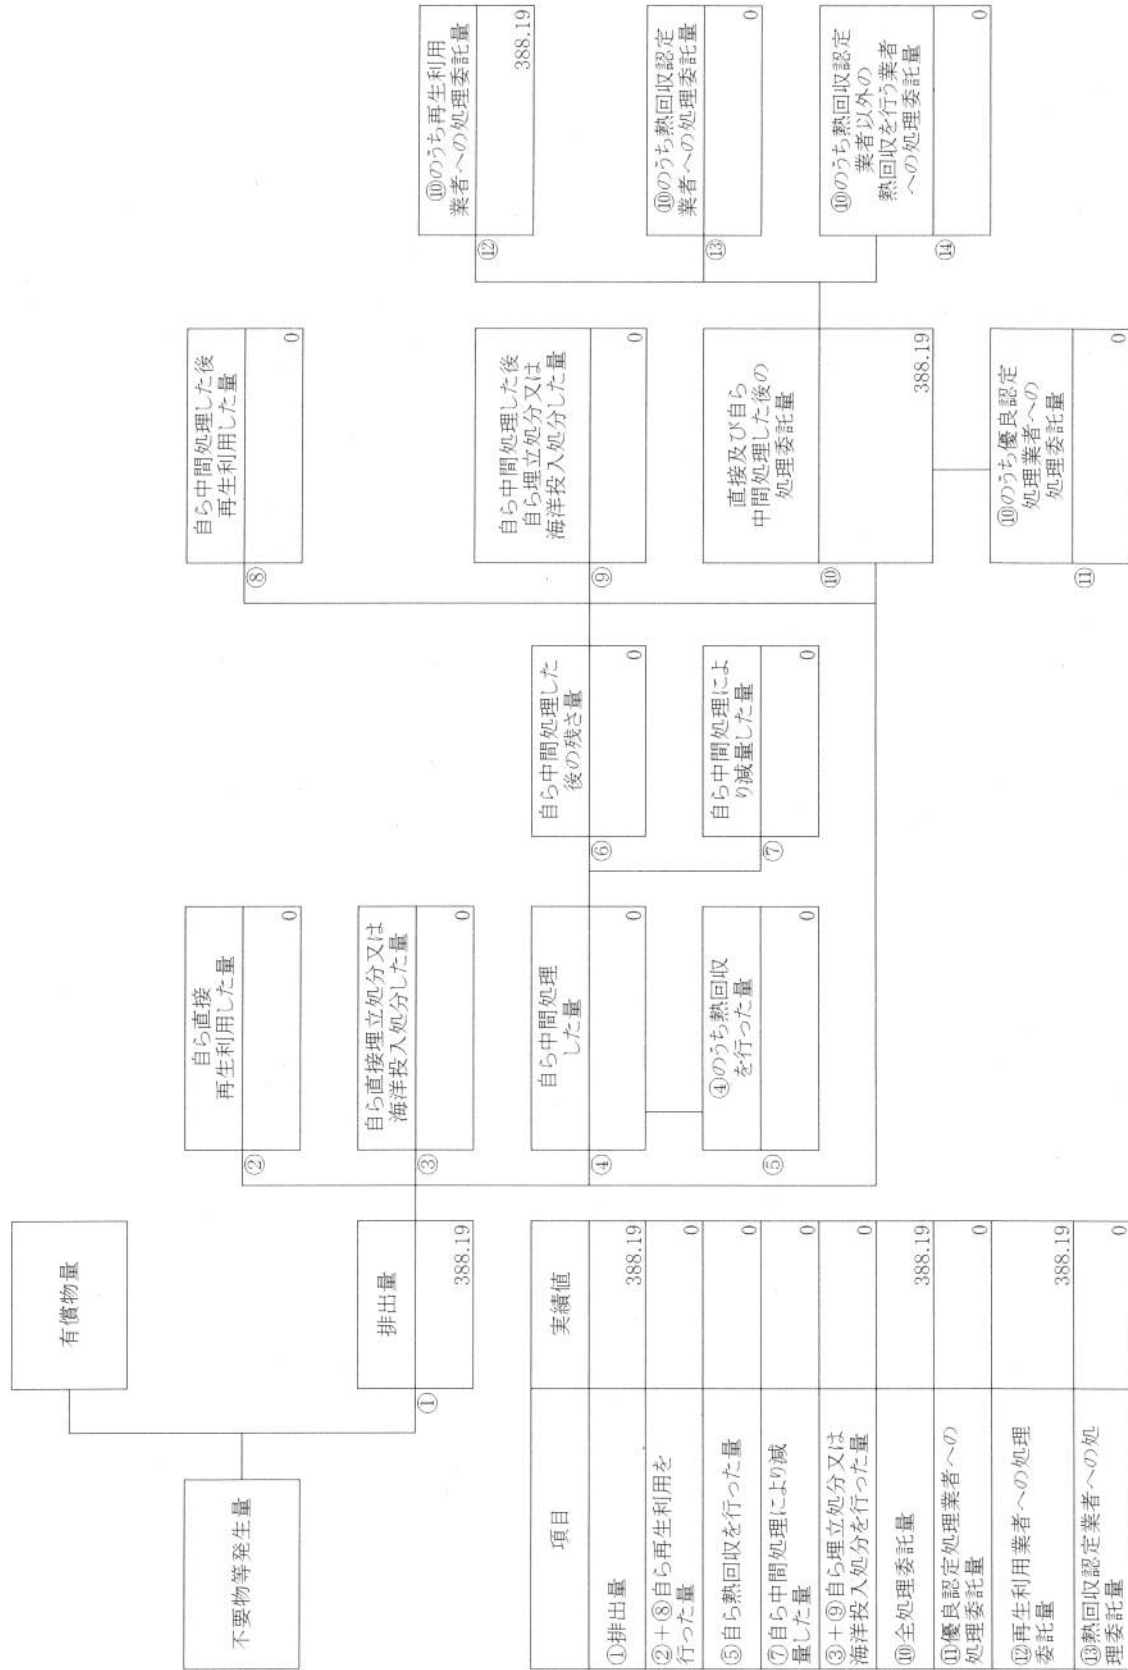 不要物等発生量
有償物量
①
排出量
388.19
②
自ら直接
再生利用した量
0
③
自ら直接埋立処分又は
海洋投入処分した量
0
④
自ら中間処理
した量
0
⑤
④のうち熱回収
を行った量
0
⑥
自ら中間処理した
後の残さ量
0
⑦
自ら中間処理によ
り減量した量
0
⑧
自ら中間処理した後
再生利用した量
0
⑨
自ら中間処理した後
自ら埋立処分又は
海洋投入処分した量
0
⑩
直接及び自ら
中間処理した後の
処理委託量
388.19
⑪
⑩のうち優良認定
処理業者への
処理委託量
0
⑫
⑩のうち再生利用
業者への処理委託量
388.19
⑬
⑩のうち熱回収認定
業者への処理委託量
0
⑭
⑩のうち熱回収認定
業者以外の
熱回収を行う業者
への処理委託量
0
項目 実績値
①排出量 388.19
②+⑧自ら再生利用を
行った量 0
⑤自ら熱回収を行った量 0
⑦自ら中間処理により減
量した量 0
③+⑨自ら埋立処分又は
海洋投入処分を行った量 0
⑩全処理委託量 388.19
⑪優良認定処理業者への
処理委託量 0
⑫再生利用業者への処理
委託量 388.19
⑬熱回収認定業者への処
理委託量 0